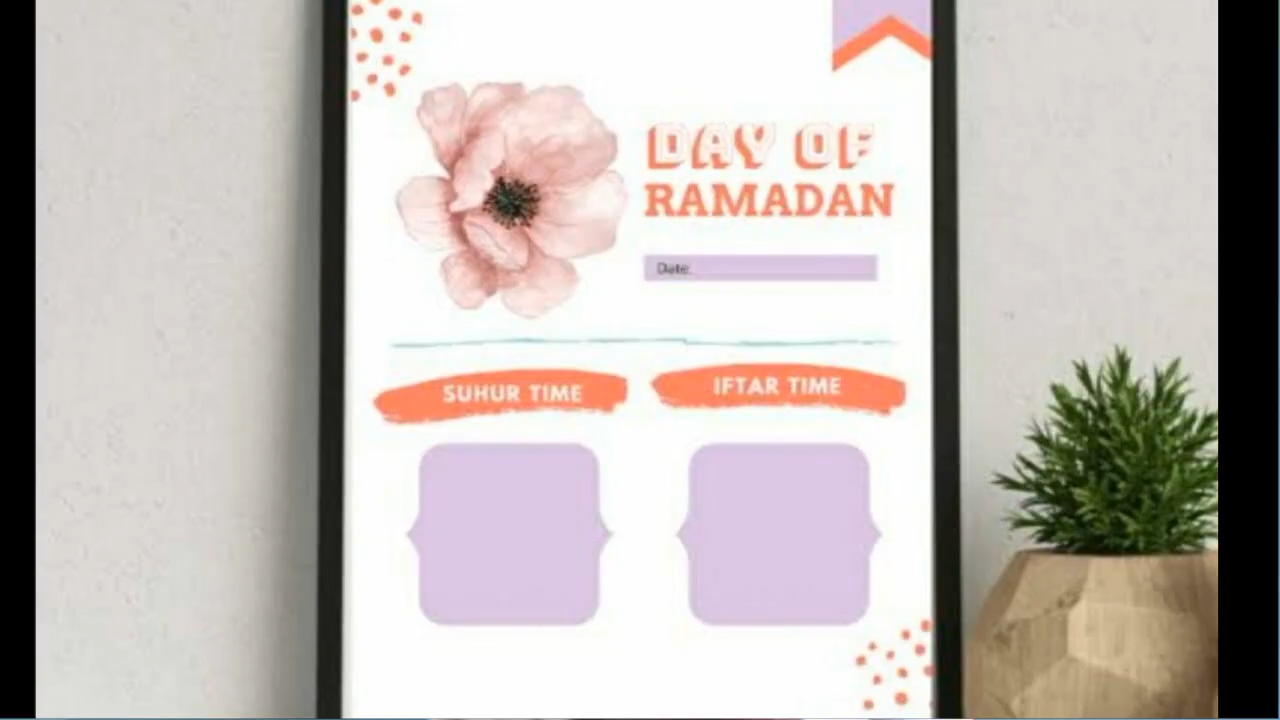 DAY OF
RAMADAN
Date:
SUHUR TIME
IFTAR TIME